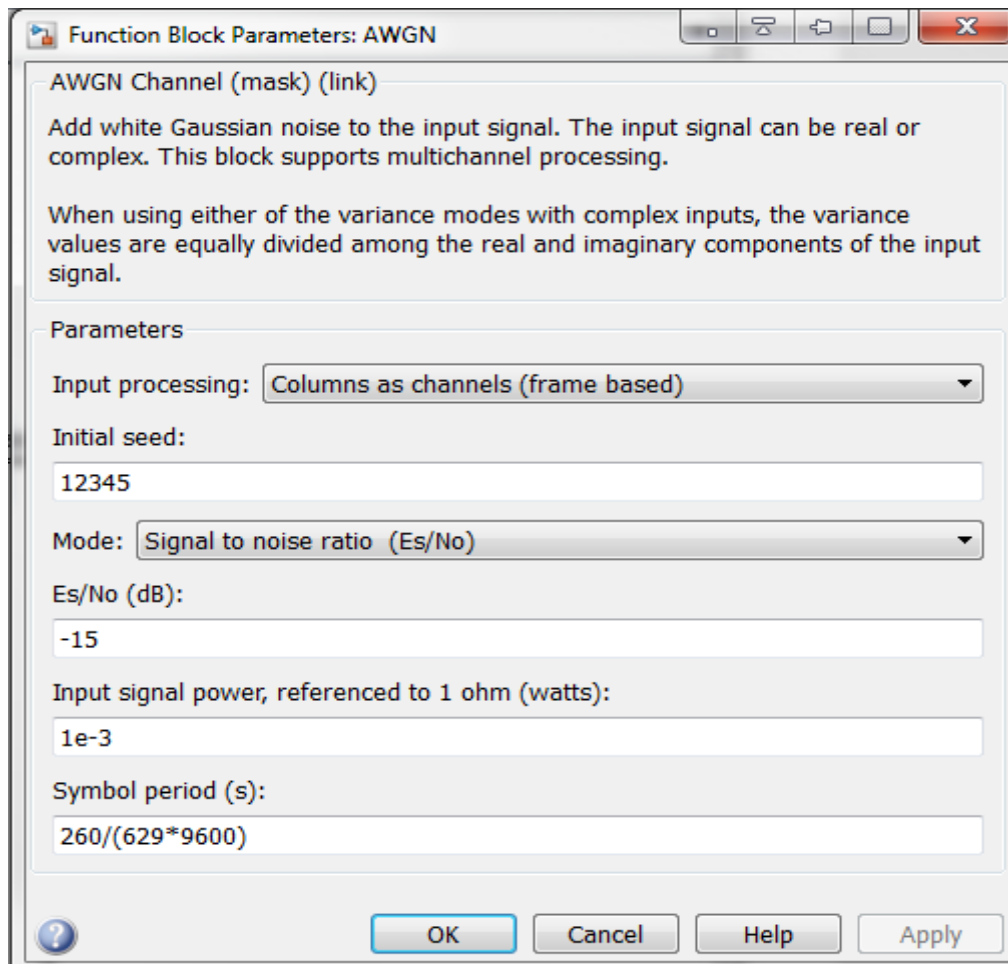 Function Block Parameters: AWGN
AWGN Channel (mask) (link)
Add white Gaussian noise to the input signal. The input signal can be real or
complex. This block supports multichannel processing.
When using either of the variance modes with complex inputs, the variance
values are equally divided among the real and imaginary components of the input
signal.
Parameters
Input processing: Columns as channels (frame based)
Initial seed:
12345
Mode: Signal to noise ratio (Es/No)
Es/No (dB):
-15
Input signal power, referenced to 1 ohm (watts):
1e-3
Symbol period (s):
260/(629*9600)
? OK Cancel Help Apply